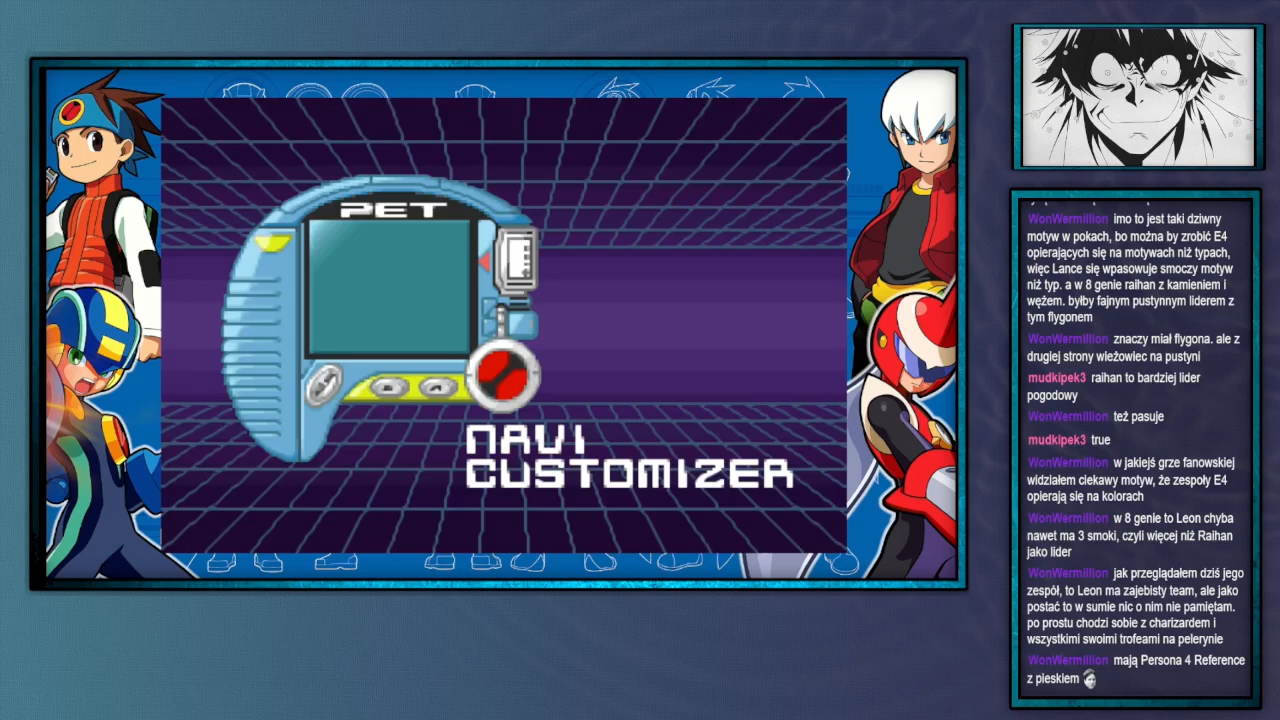 PET
NAVI
CUSTOMIZER
WonWermillion imo to jest taki dziwny
motyw w pokach, bo można by zrobić E4
opierających się na motywach niż typach,
więc Lance się wpasowuje smoczy motyw
niż typ. a w 8 genie raihan z kamieniem i
wężem. byłby fajnym pustynnym liderem z
tym flygonem
WonWermillion znaczy miał flygona. ale z
drugiej strony wieżowiec na pustyni
mudkipek3 raihan to bardziej lider
pogodowy
WonWermillion też pasuje
mudkipek3 true
WonWermillion w jakiejś grze fanowskiej
widziałem ciekawy motyw, że zespoły E4
opierają się na kolorach
WonWermillion w 8 genie to Leon chyba
nawet ma 3 smoki, czyli więcej niż Raihan
jako lider
WonWermillion jak przeglądałem dziś jego
zespół, to Leon ma zajebisty team, ale jako
postać to w sumie nic o nim nie pamiętam.
po prostu chodzi sobie z charizardem i
wszystkimi swoimi trofeami na pelerynie
WonWermillion mają Persona 4 Reference
z pieskiem